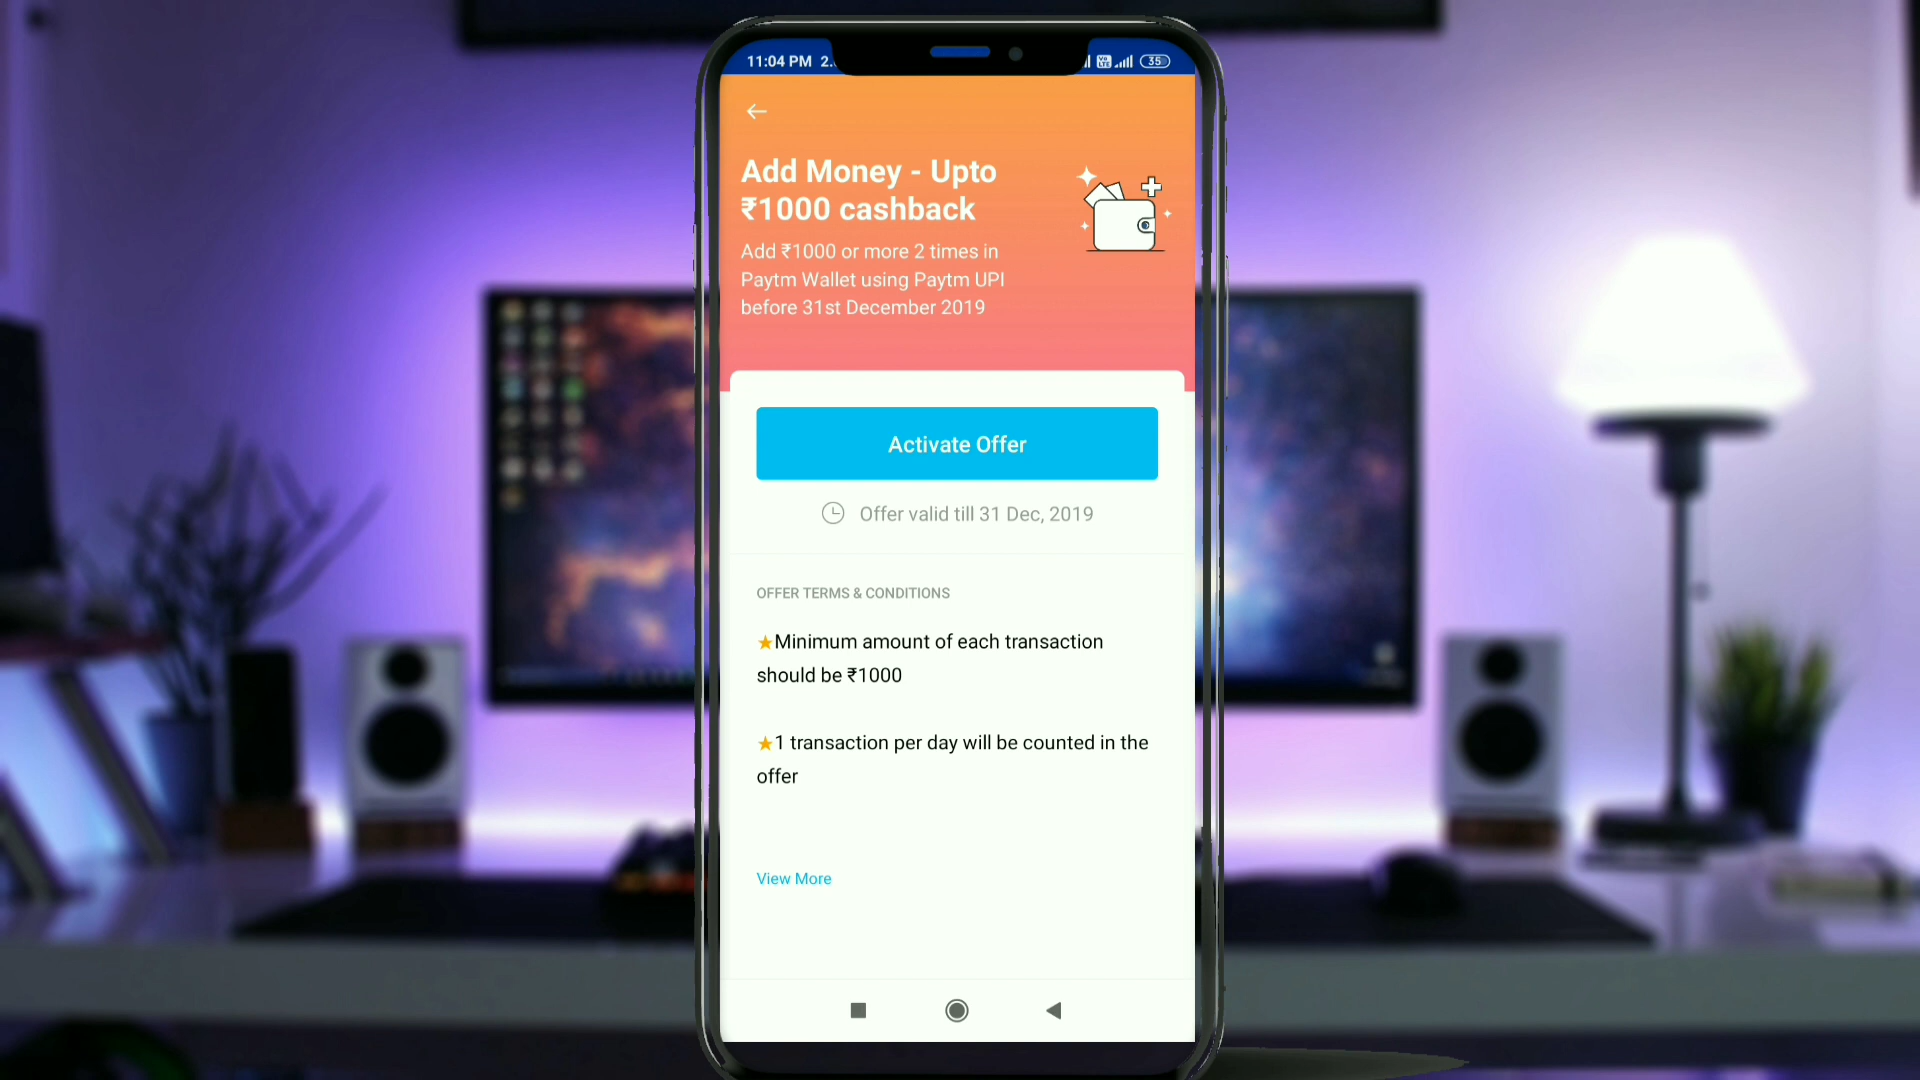 11:04 PM 2.
35
Add Money - Upto
₹1000 cashback
Add ₹1000 or more 2 times in
Paytm Wallet using Paytm UPI
before 31st December 2019
Activate Offer
Offer valid till 31 Dec, 2019
OFFER TERMS & CONDITIONS
★Minimum amount of each transaction
should be ₹1000
★1 transaction per day will be counted in the
offer
View More